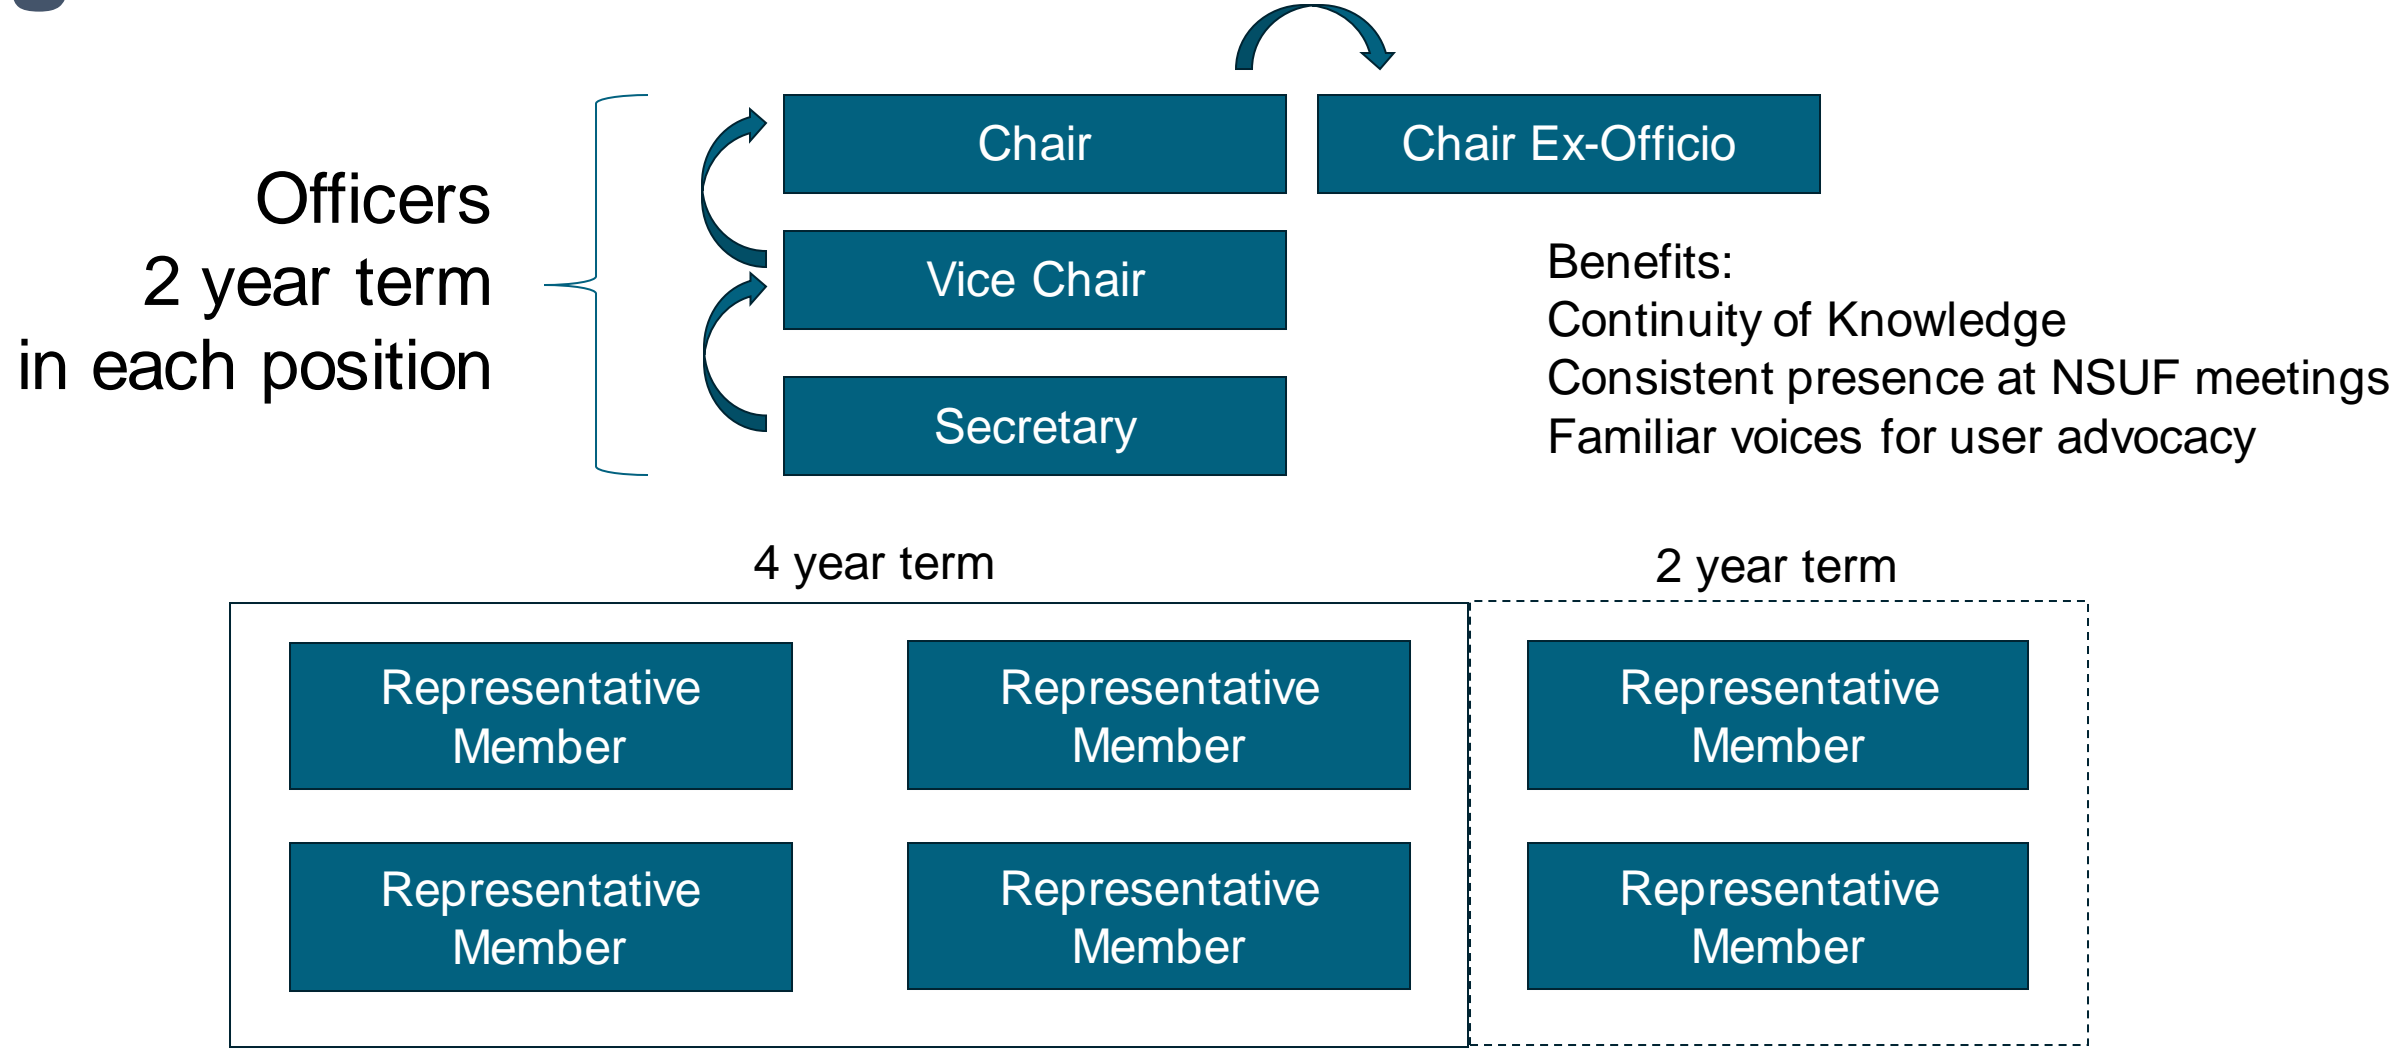 Chair
Chair Ex-Officio
Officers
2 year term
in each position
Vice Chair
Secretary
Benefits:
Continuity of Knowledge
Consistent presence at NSUF meetings
Familiar voices for user advocacy
4 year term
2 year term
Representative
Member
Representative
Member
Representative
Member
Representative
Member
Representative
Member
Representative
Member